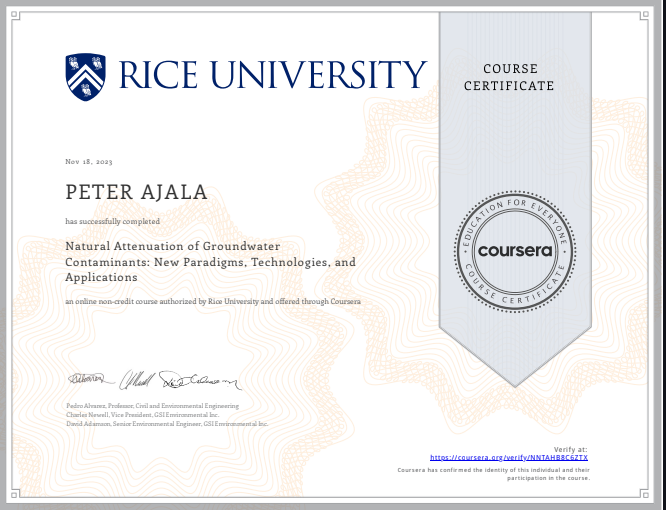 RICE UNIVERSITY
COURSE
CERTIFICATE
Nov 18, 2023
PETER AJALA
has successfully completed
Natural Attenuation of Groundwater
Contaminants: New Paradigms, Technologies, and
Applications
an online non-credit course authorized by Rice University and offered through Coursera
EDUCATION FOR EVERYONE
coursera
COURSE CERTIFICATE
Pedro Alvarez, Professor, Civil and Environmental Engineering
Charles Newell, Vice President, GSI Environmental Inc.
David Adamson, Senior Environmental Engineer, GSI Environmental Inc.
Verify at:
https://coursera.org/verify/NNTAHB8C6ZTX
Coursera has confirmed the identity of this individual and their
participation in the course.